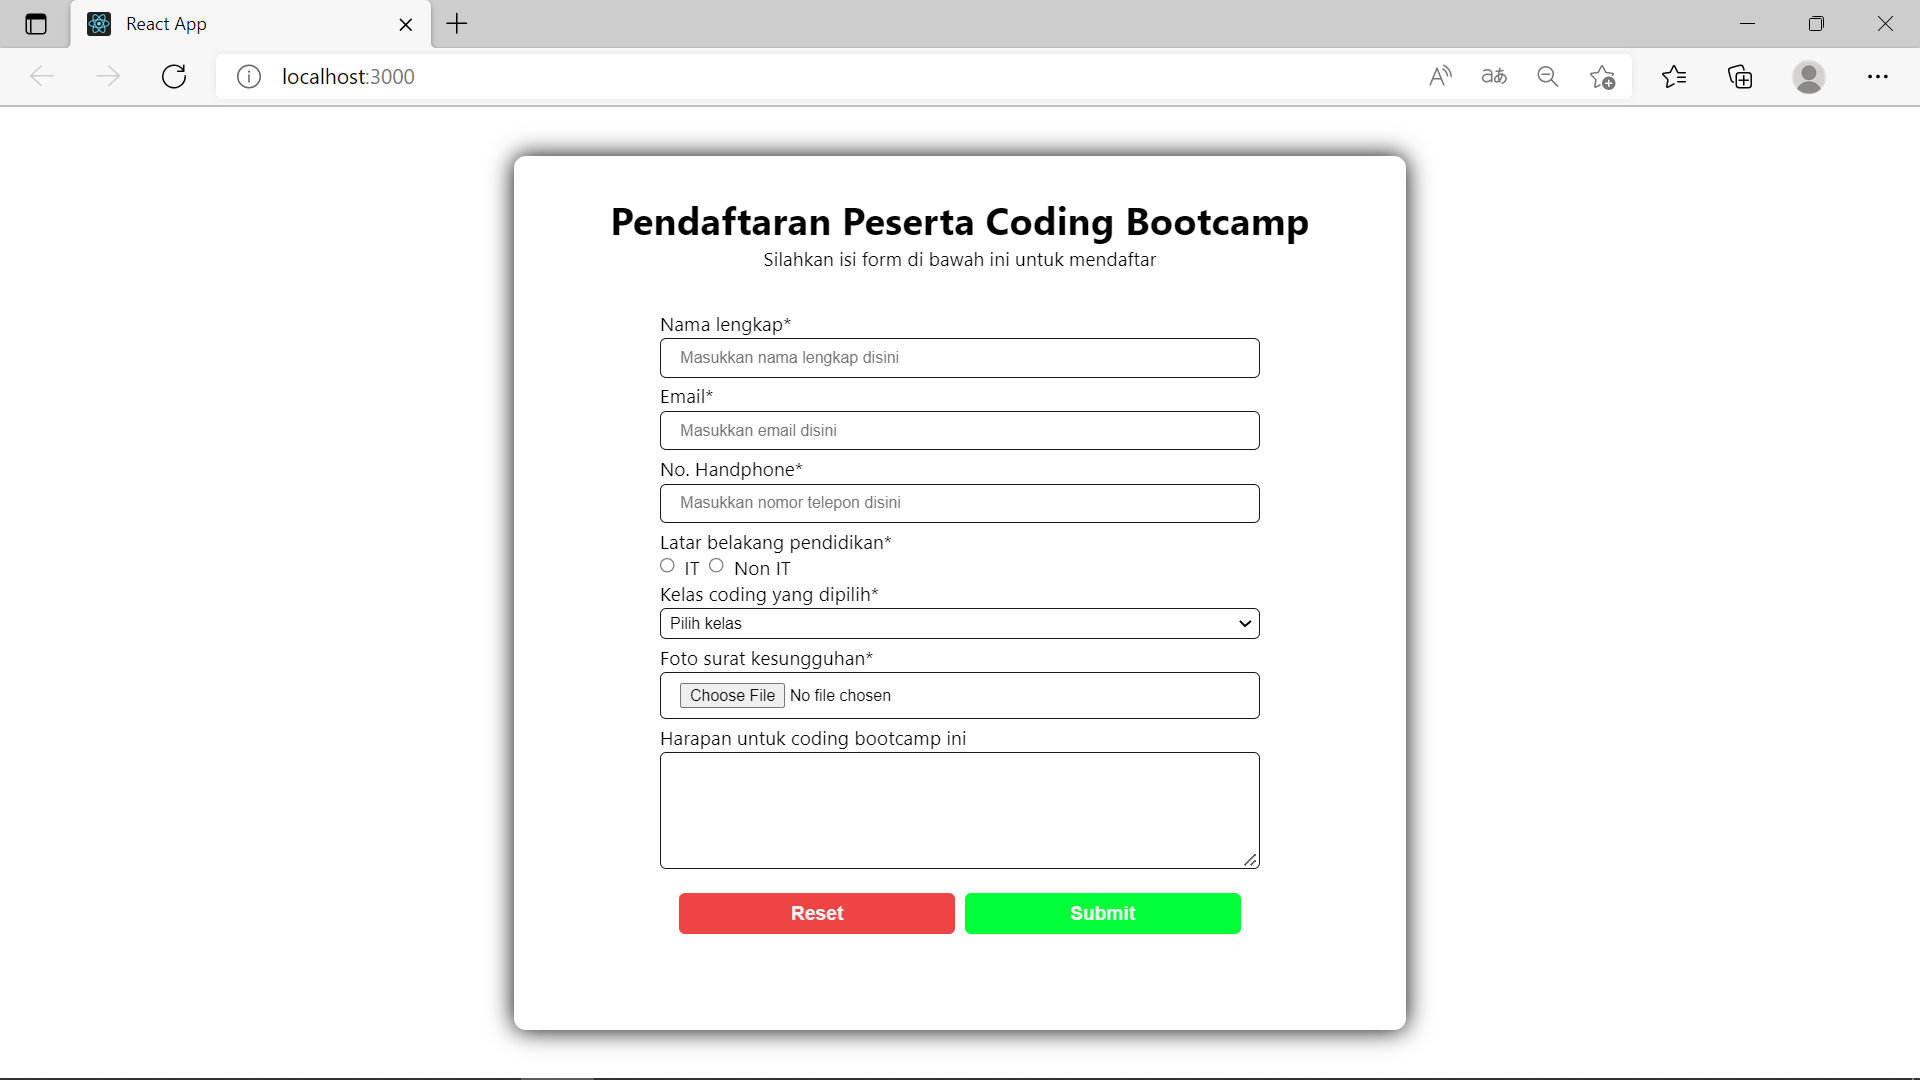 React App
localhost:3000
Pendaftaran Peserta Coding Bootcamp
Silahkan isi form di bawah ini untuk mendaftar
Nama lengkap*
Masukkan nama lengkap disini
Email*
Masukkan email disini
No. Handphone*
Masukkan nomor telepon disini
Latar belakang pendidikan*
IT Non IT
Kelas coding yang dipilih*
Pilih kelas
Foto surat kesungguhan*
Choose File No file chosen
Harapan untuk coding bootcamp ini
Reset Submit